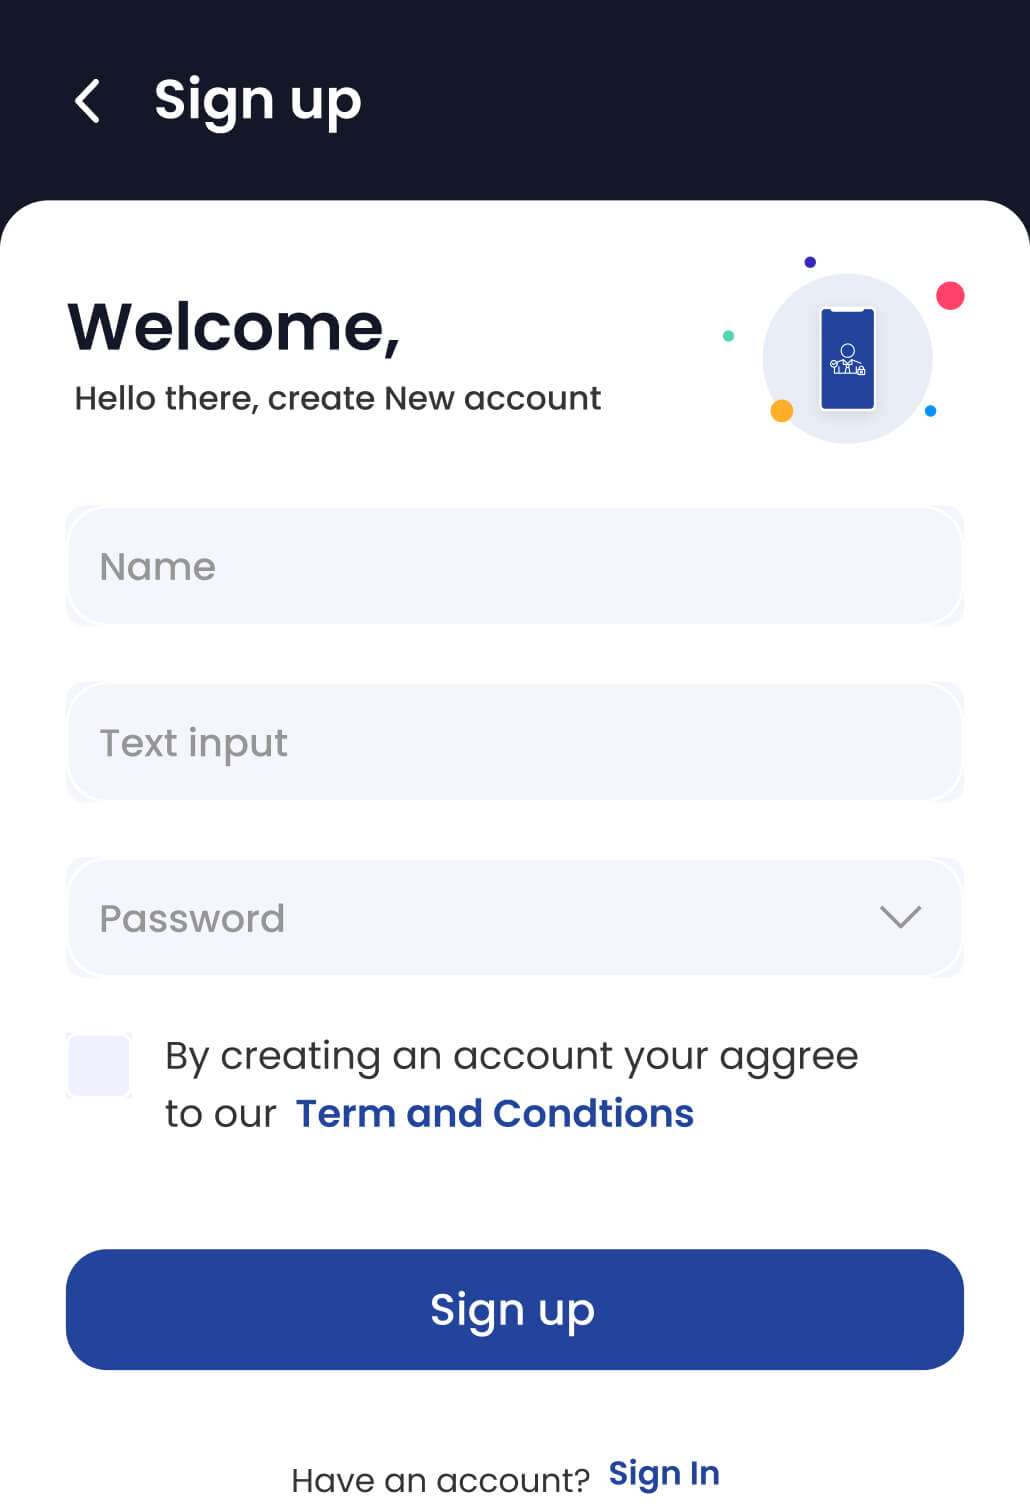 Sign up
Welcome,
Hello there, create New account
Name
Text input
Password
By creating an account your aggree
to our Term and Condtions
Sign up
Have an account? Sign In